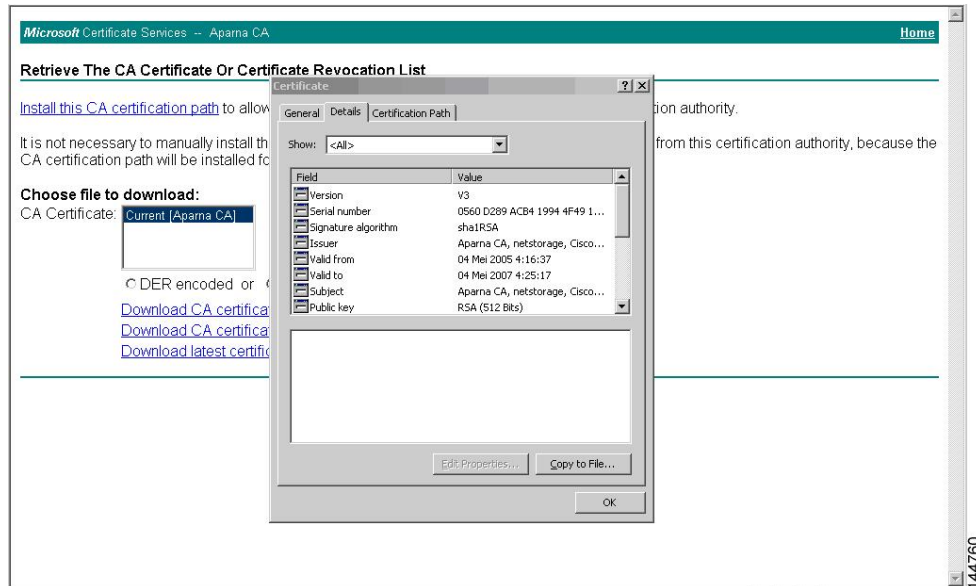 Microsoft Certificate Services -- Aparna CA Home
Retrieve The CA Certificate Or Certificate Revocation List
Certificate
Install this CA certification path to allow
tion authority.
General Details Certification Path
It is not necessary to manually install th
from this certification authority, because the
CA certification path will be installed fo
Show: <All>
Field Value
Version V3
Serial number 0560 D289 ACB4 1994 4F49 1...
Signature algorithm sha1RSA
Issuer Aparna CA, netstorage, Cisco...
Valid from 04 Mei 2005 4:16:37
Valid to 04 Mei 2007 4:25:17
Subject Aparna CA, netstorage, Cisco...
Public key RSA (512 Bits)
Choose file to download:
CA Certificate: Current [Aparna CA]
DER encoded or
Download CA certifica
Download CA certifica
Download latest certific
Edit Properties... Copy to File...
OK